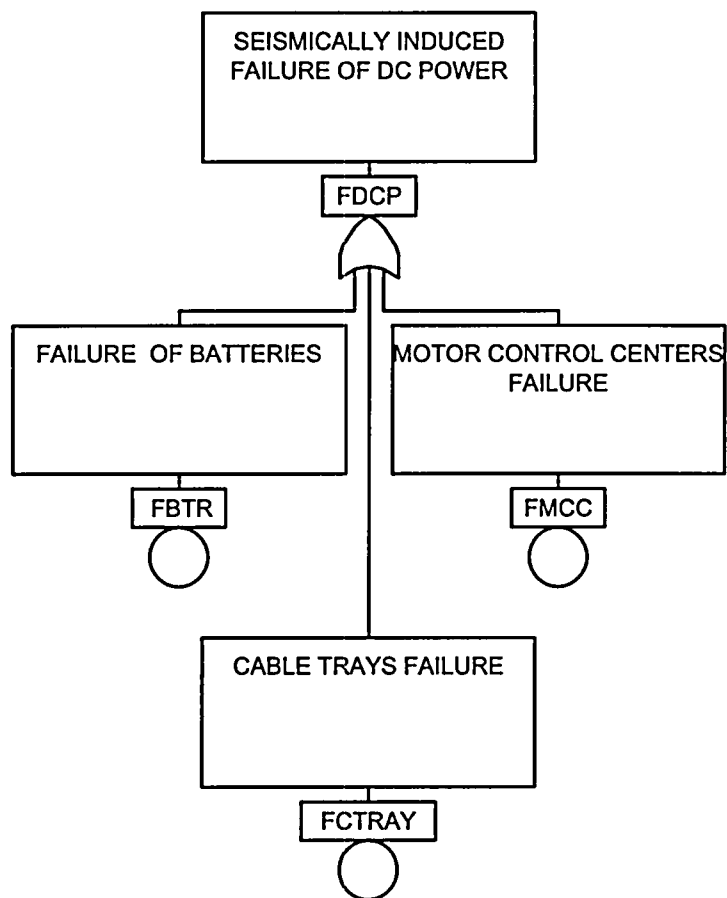 SEISMICALLY INDUCED
FAILURE OF DC POWER
FDCP
FAILURE OF BATTERIES
MOTOR CONTROL CENTERS
FAILURE
FBTR
FMCC
CABLE TRAYS FAILURE
FCTRAY